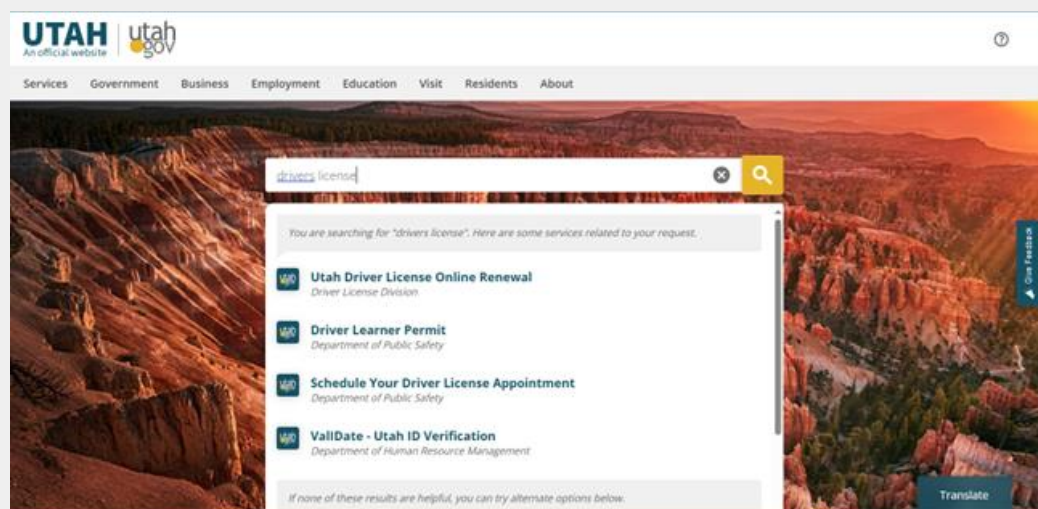 UTAH
An official website
utah
gov
Services Government Business Employment Education Visit Residents About
drivers license
You are searching for "drivers license". Here are some services related to your request.
Utah Driver License Online Renewal
Driver License Division
Driver Learner Permit
Department of Public Safety
Schedule Your Driver License Appointment
Department of Public Safety
ValIDate - Utah ID Verification
Department of Human Resource Management
If none of these results are helpful, you can try alternate options below.
Give Feedback
Translate